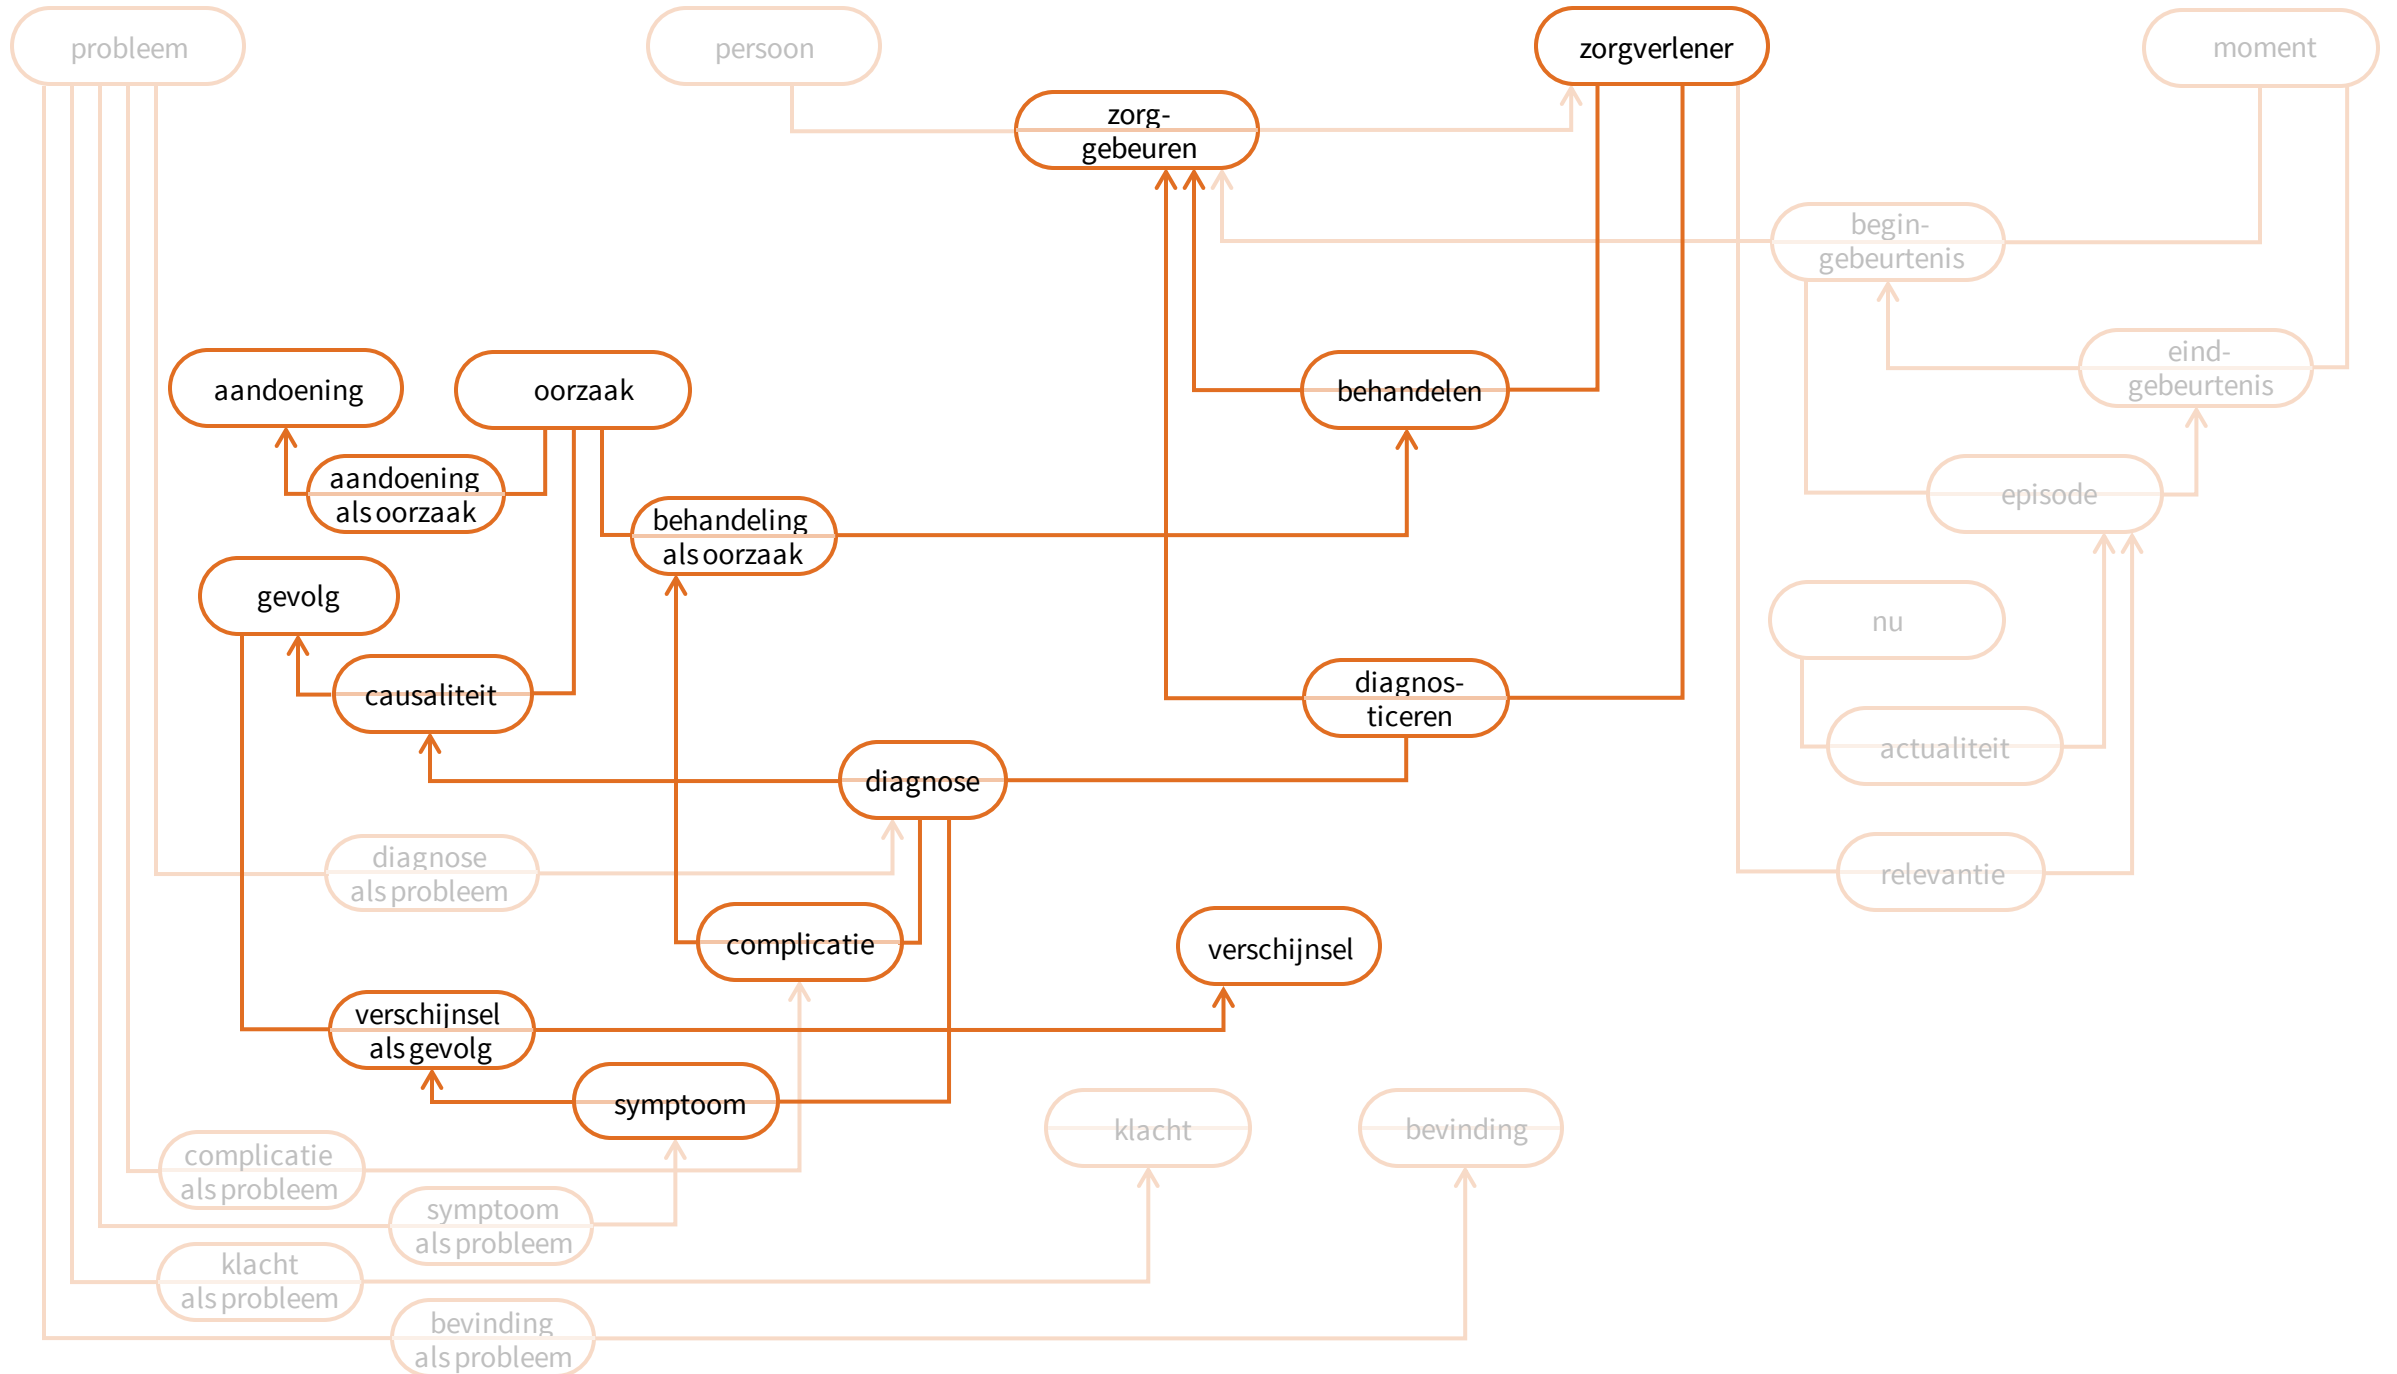 probleem
persoon
zorgverlener
moment
zorg-
gebeuren
begin-
gebeurtenis
eind-
gebeurtenis
aandoening
oorzaak
behandelen
aandoening
als oorzaak
behandeling
als oorzaak
episode
gevolg
nu
causaliteit
diagnos-
ticeren
actualiteit
diagnose
diagnose
als probleem
relevantie
complicatie
verschijnsel
verschijnsel
als gevolg
symptoom
klacht
bevinding
complicatie
als probleem
symptoom
als probleem
klacht
als probleem
bevinding
als probleem